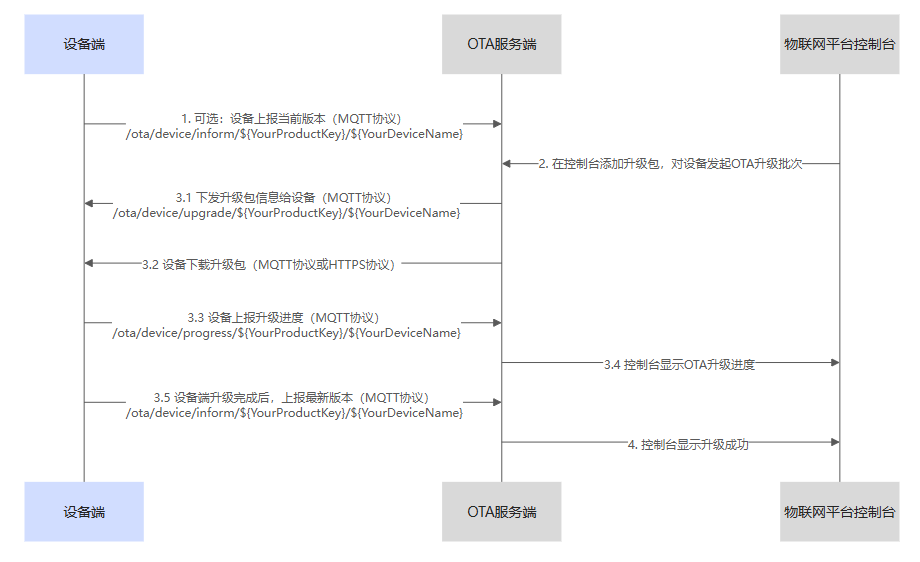 设备端
OTA服务端
物联网平台控制台
1. 可选：设备上报当前版本（MQTT协议）
/ota/device/inform/${YourProductKey}/${YourDeviceName}
2. 在控制台添加升级包，对设备发起OTA升级批次
3.1 下发升级包信息给设备（MQTT协议）
/ota/device/upgrade/${YourProductKey}/${YourDeviceName}
3.2 设备下载升级包（MQTT协议或HTTPS协议）
3.3 设备上报升级进度（MQTT协议）
/ota/device/progress/${YourProductKey}/${YourDeviceName}
3.4 控制台显示OTA升级进度
3.5 设备端升级完成后，上报最新版本（MQTT协议）
/ota/device/inform/${YourProductKey}/${YourDeviceName}
4. 控制台显示升级成功
设备端
OTA服务端
物联网平台控制台